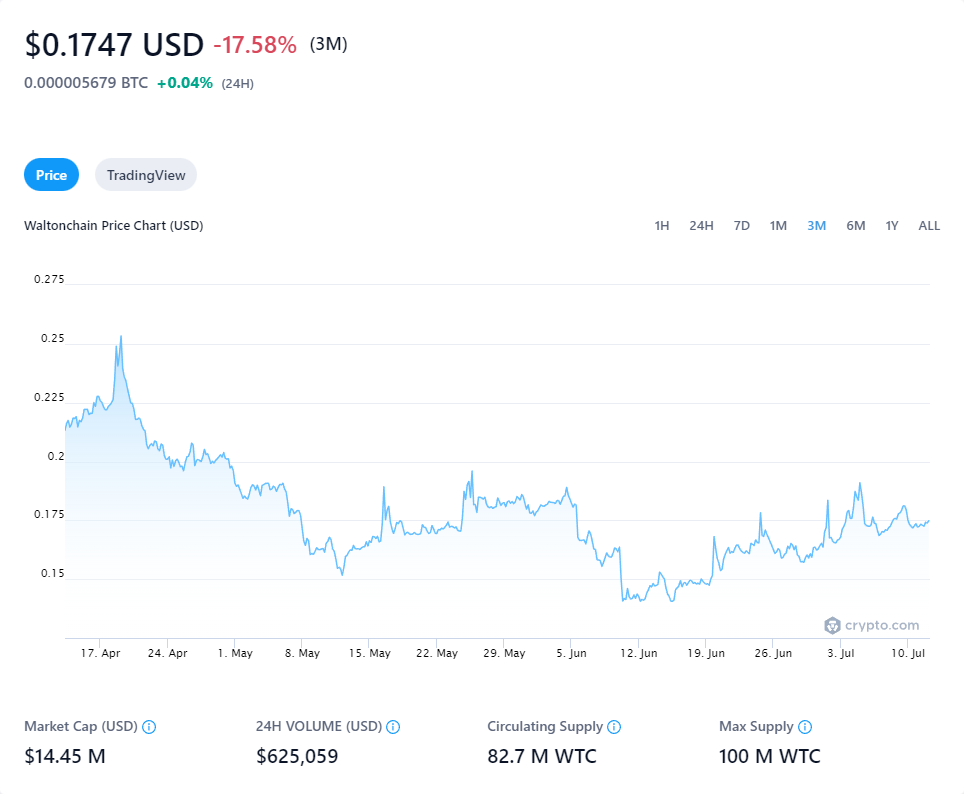 $0.1747 USD -17.58% (3M)
0.000005679 BTC +0.04% (24H)
Price TradingView
Waltonchain Price Chart (USD) 1H 24H 7D 1M 3M 6M 1Y ALL
0.275
0.25
0.225
0.2
0.175
0.15
crypto.com
17. Apr 24. Apr 1. May 8. May 15. May 22. May 29. May 5. Jun 12. Jun 19. Jun 26. Jun 3. Jul 10. Jul
Market Cap (USD) 24H VOLUME (USD) Circulating Supply Max Supply
$14.45 M $625,059 82.7 M WTC 100 M WTC